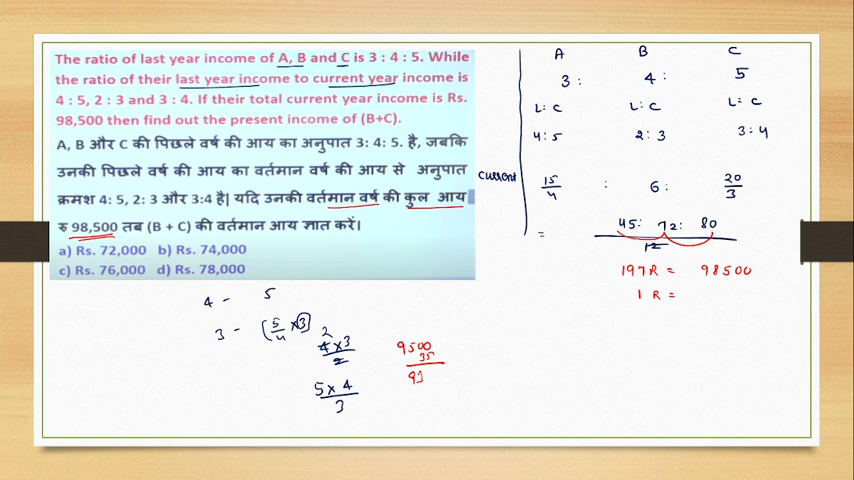 The ratio of last year income of A, B and C is 3 : 4 : 5. While
the ratio of their last year income to current year income is
4 : 5, 2 : 3 and 3 : 4. If their total current year income is Rs.
98,500 then find out the present income of (B+C).
A, B और C की पिछले वर्ष की आय का अनुपात 3: 4: 5. है, जबकि
उनकी पिछले वर्ष की आय का वर्तमान वर्ष की आय से अनुपात
क्रमश 4: 5, 2: 3 और 3:4 है| यदि उनकी वर्तमान वर्ष की कुल आय
रु 98,500 तब (B + C) की वर्तमान आय ज्ञात करें।
a) Rs. 72,000 b) Rs. 74,000
c) Rs. 76,000 d) Rs. 78,000
A B C
3 : 4 : 5
L : C L : C L : C
4 : 5 2 : 3 3 : 4
Current 15/4 : 6 : 20/3
= 45 : 72 : 80
12
197 R = 98500
1 R =
4 - 5
3 - (5/4 × 3)
2
4 × 3
2
5 × 4
3
9500
35